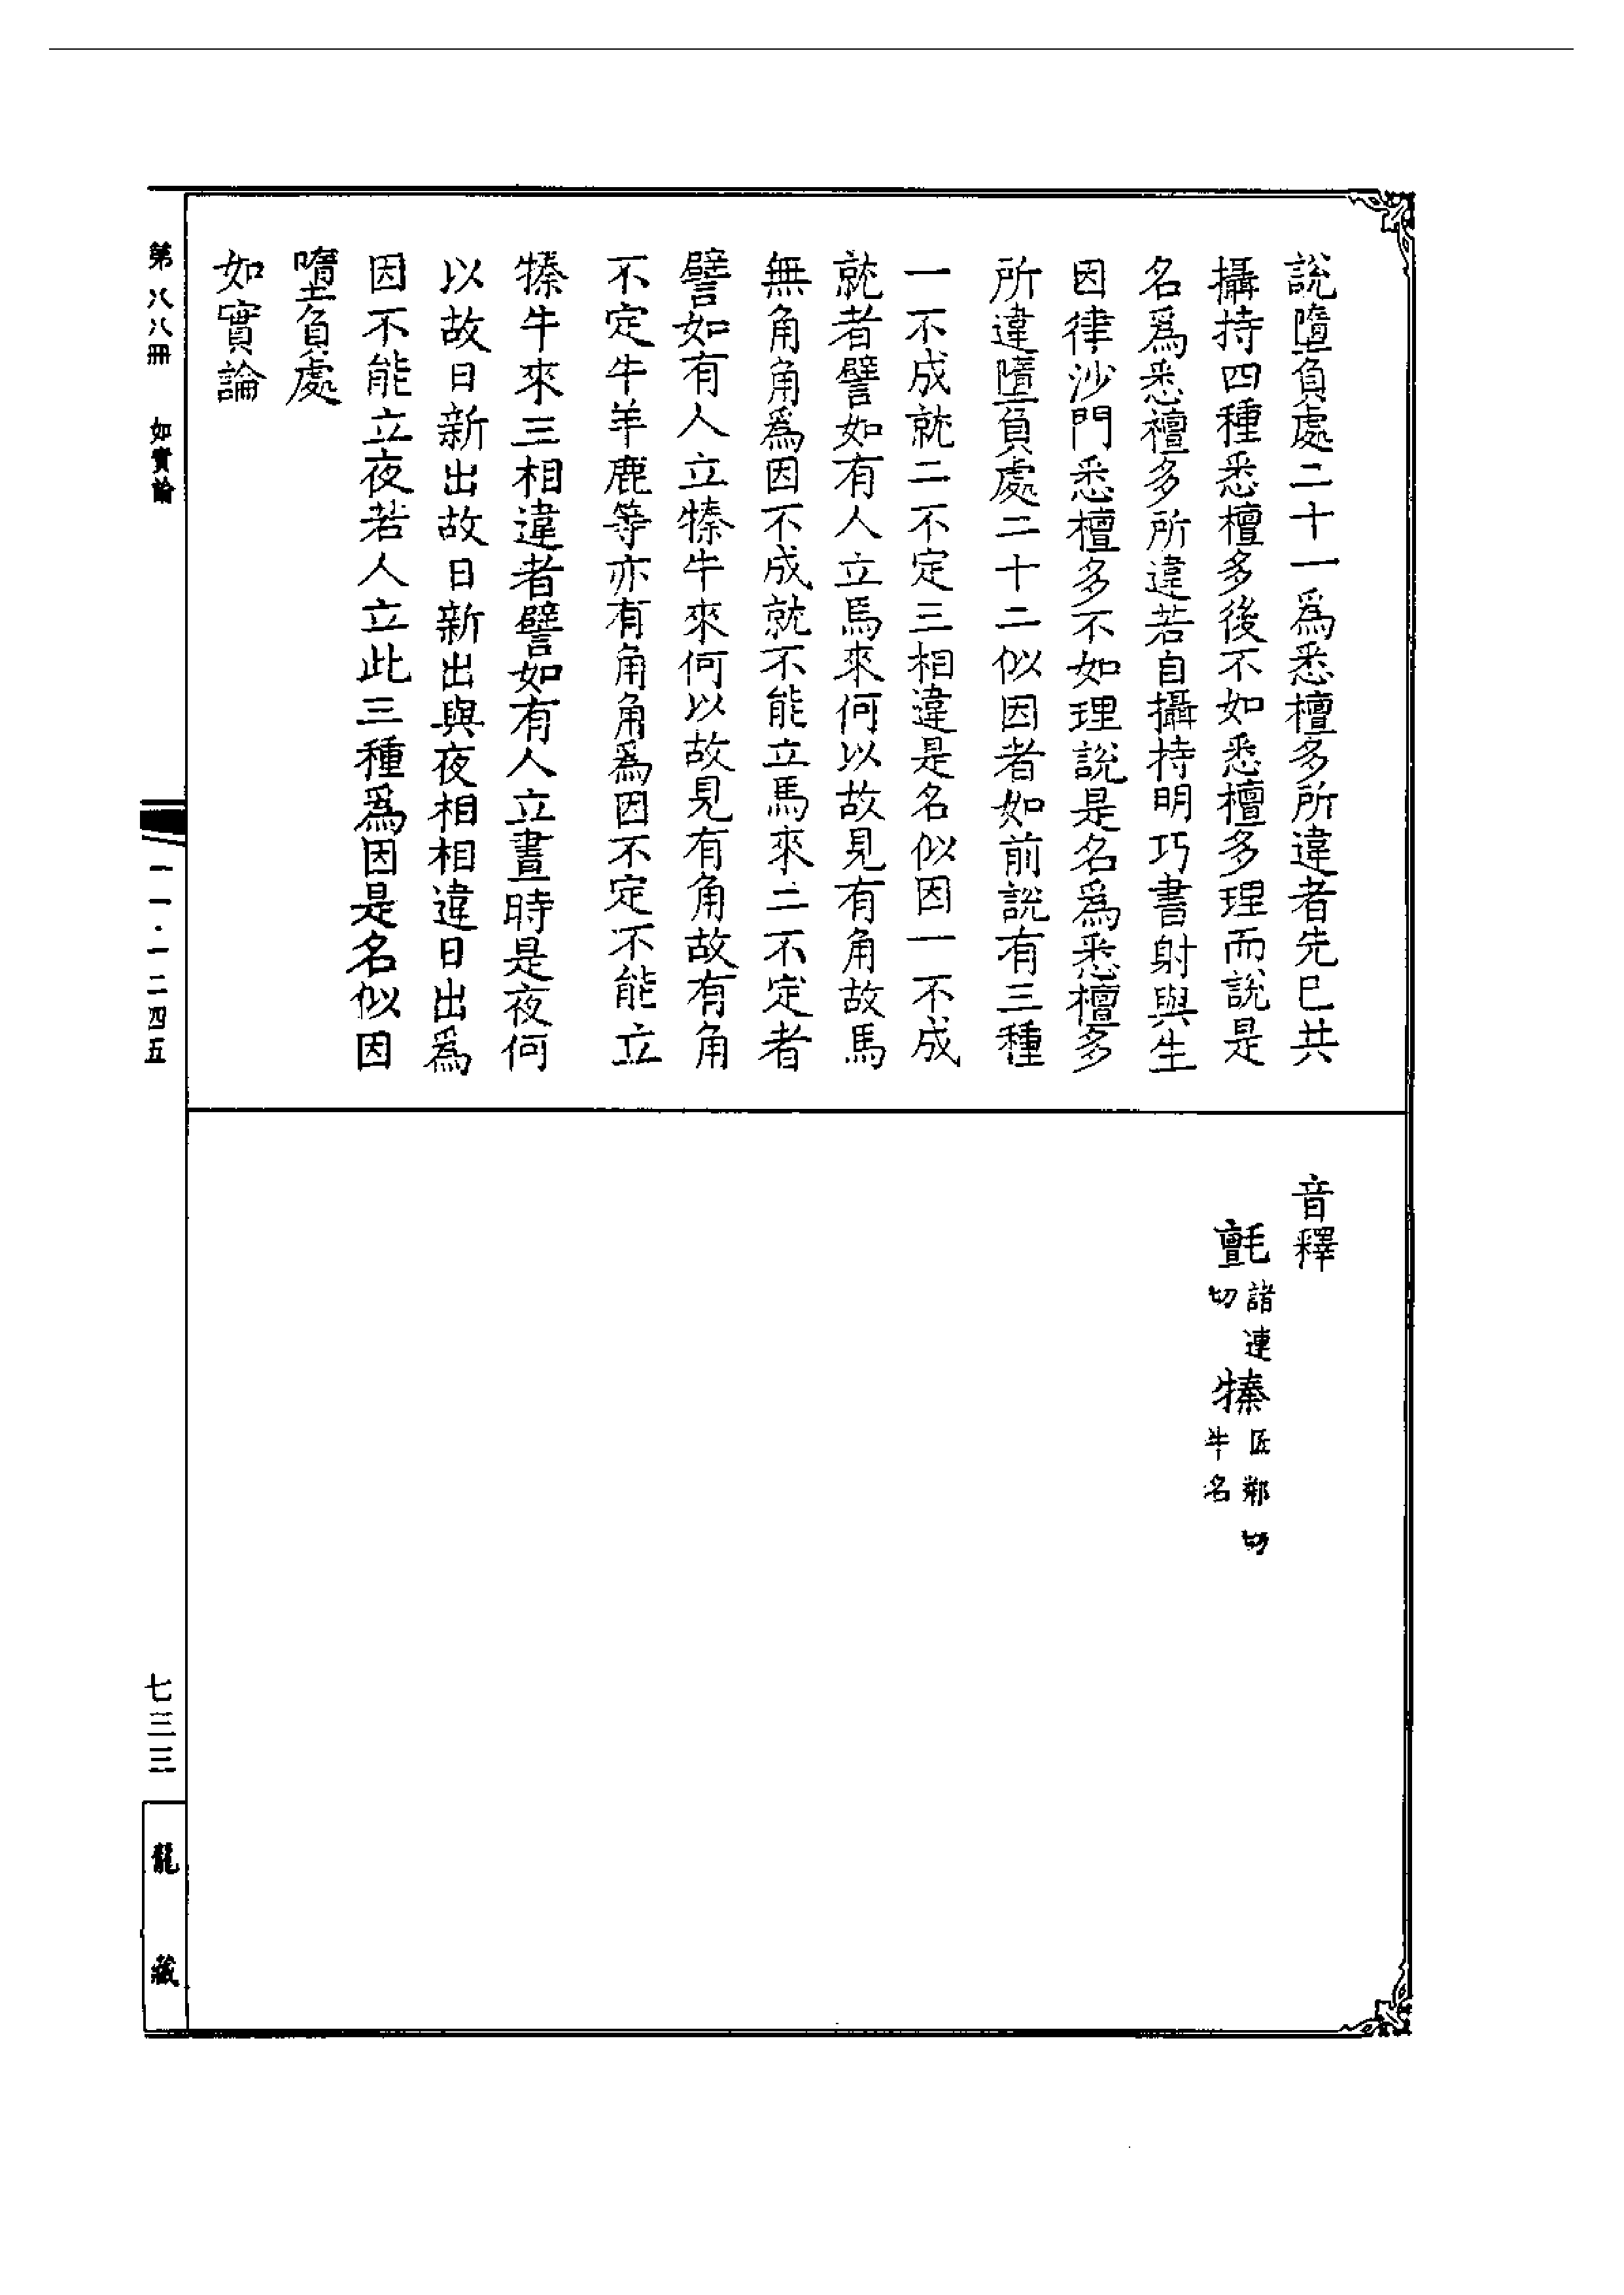 說墮負處二十一爲悉檀多所違者先已共
攝持四種悉檀多後不如悉檀多理而說是
名爲悉檀多所違若自攝持明巧書射與生
因律沙門悉檀多不如理說是名爲悉檀多
所違墮負處二十二似因者如前說有三種
一不成就二不定三相違是名似因一不成
就者譬如有人立馬來何以故見有角故馬
無角角爲因不成就不能立馬來二不定者
譬如有人立㹌牛來何以故見有角故有角
不定牛羊鹿等亦有角角爲因不定不能立
㹌牛來三相違者譬如有人立晝時是夜何
以故日新出故日新出與夜相相違日出爲
因不能立夜若人立此三種爲因是名似因
墮負處
如實論
音釋
氈 諸連切 㹌 匠鄰切 牛名
第八八冊 如實論
一一·一二四五
七三三
龍藏